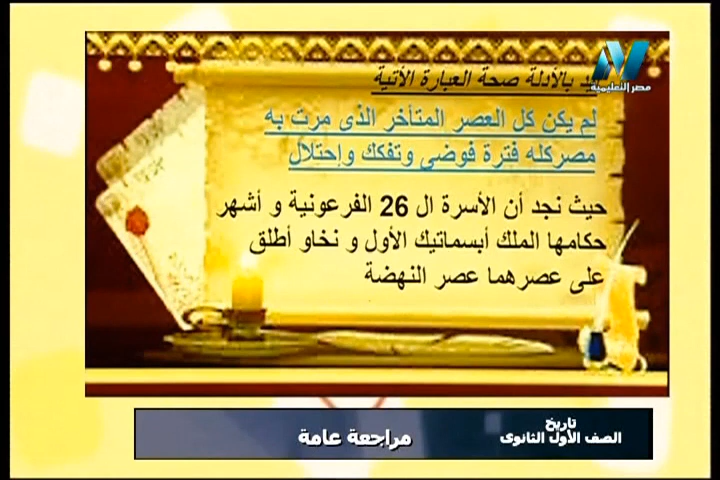 بالأدلة صحة العبارة الأتية
مصر التعليمية
لم يكن كل العصر المتأخر الذى مرت به
مصركله فترة فوضى وتفكك وإحتلال
حيث نجد أن الأسرة ال 26 الفرعونية و أشهر
حكامها الملك أبسماتيك الأول و نخاو أطلق
على عصرهما عصر النهضة
تاريخ
الصف الأول الثانوى
مراجعة عامة